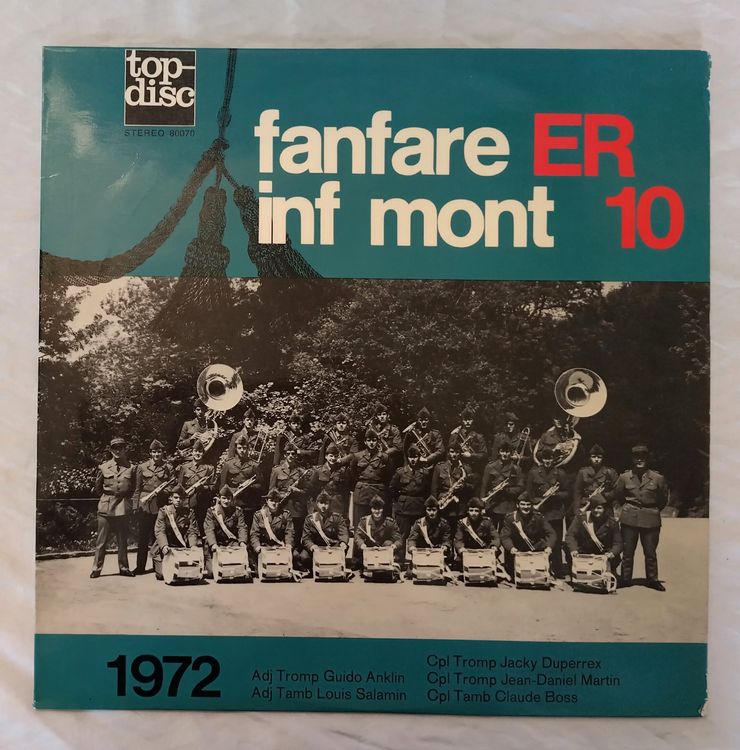 top-
disc
STEREO 80070
fanfare ER
inf mont 10
1972
Adj Tromp Guido Anklin
Adj Tamb Louis Salamin
Cpl Tromp Jacky Duperrex
Cpl Tromp Jean-Daniel Martin
Cpl Tamb Claude Boss